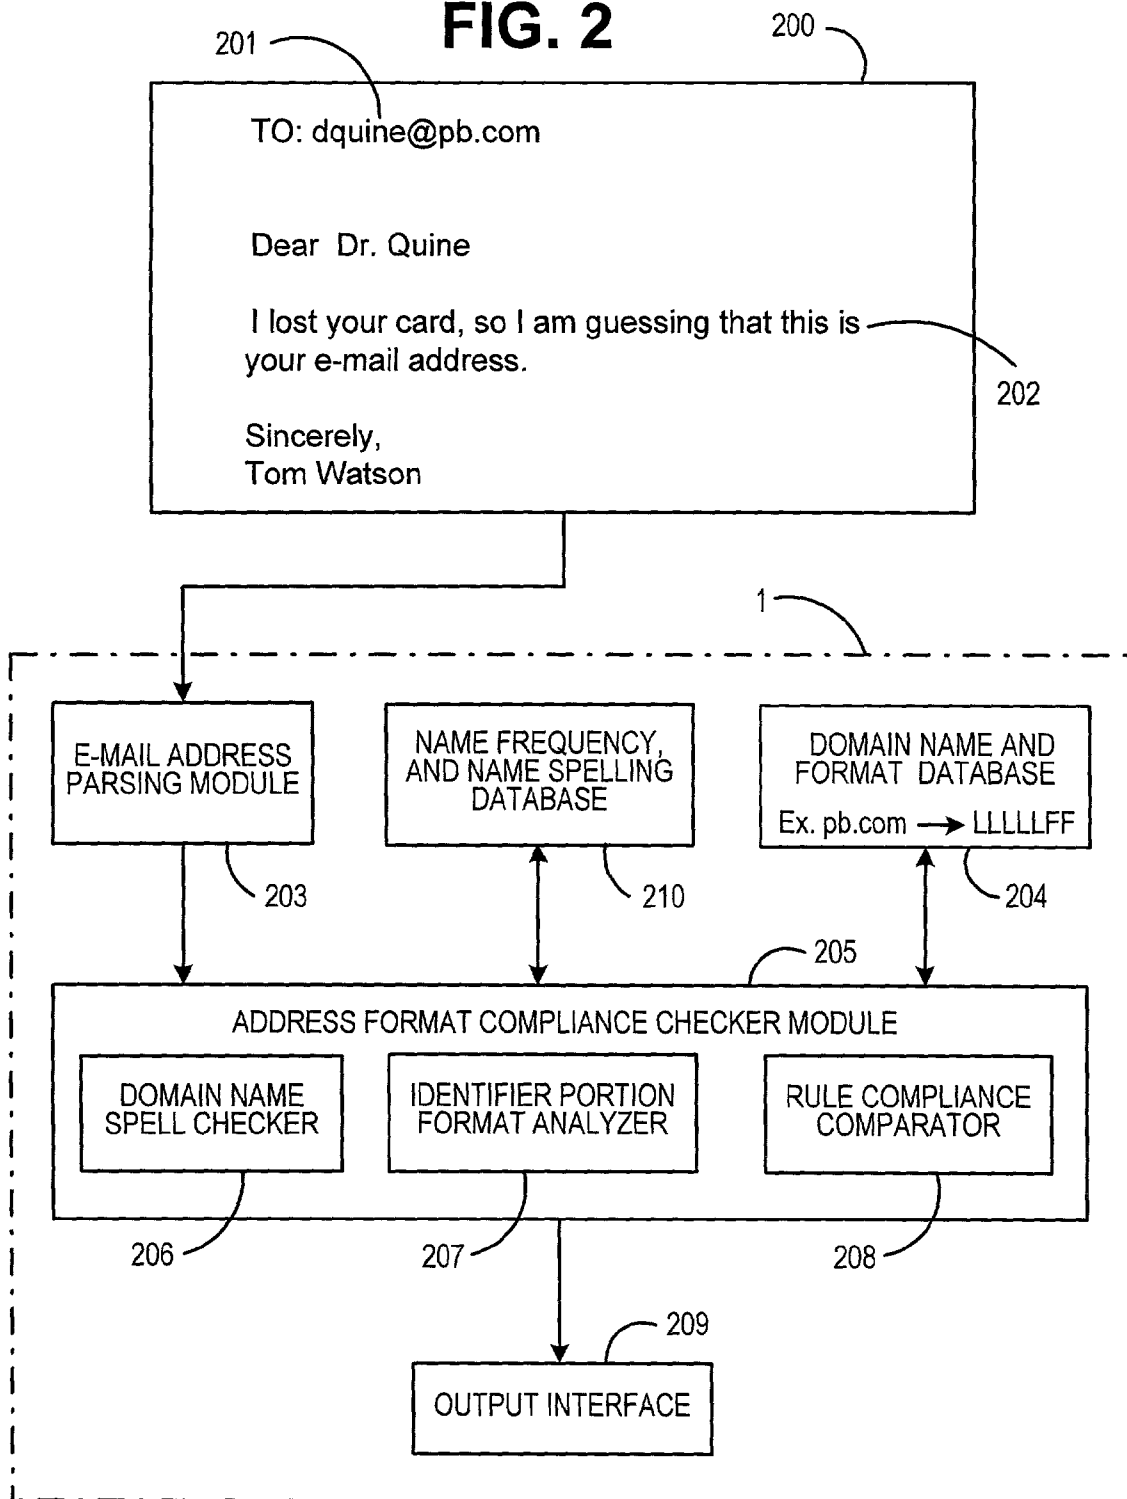 FIG. 2
201
200
TO: dquine@pb.com
Dear Dr. Quine
I lost your card, so I am guessing that this is
your e-mail address.
202
Sincerely,
Tom Watson
1
E-MAIL ADDRESS
PARSING MODULE
NAME FREQUENCY,
AND NAME SPELLING
DATABASE
DOMAIN NAME AND
FORMAT DATABASE
Ex. pb.com → LLLLLFF
203
210
204
205
ADDRESS FORMAT COMPLIANCE CHECKER MODULE
DOMAIN NAME
SPELL CHECKER
IDENTIFIER PORTION
FORMAT ANALYZER
RULE COMPLIANCE
COMPARATOR
206
207
208
209
OUTPUT INTERFACE